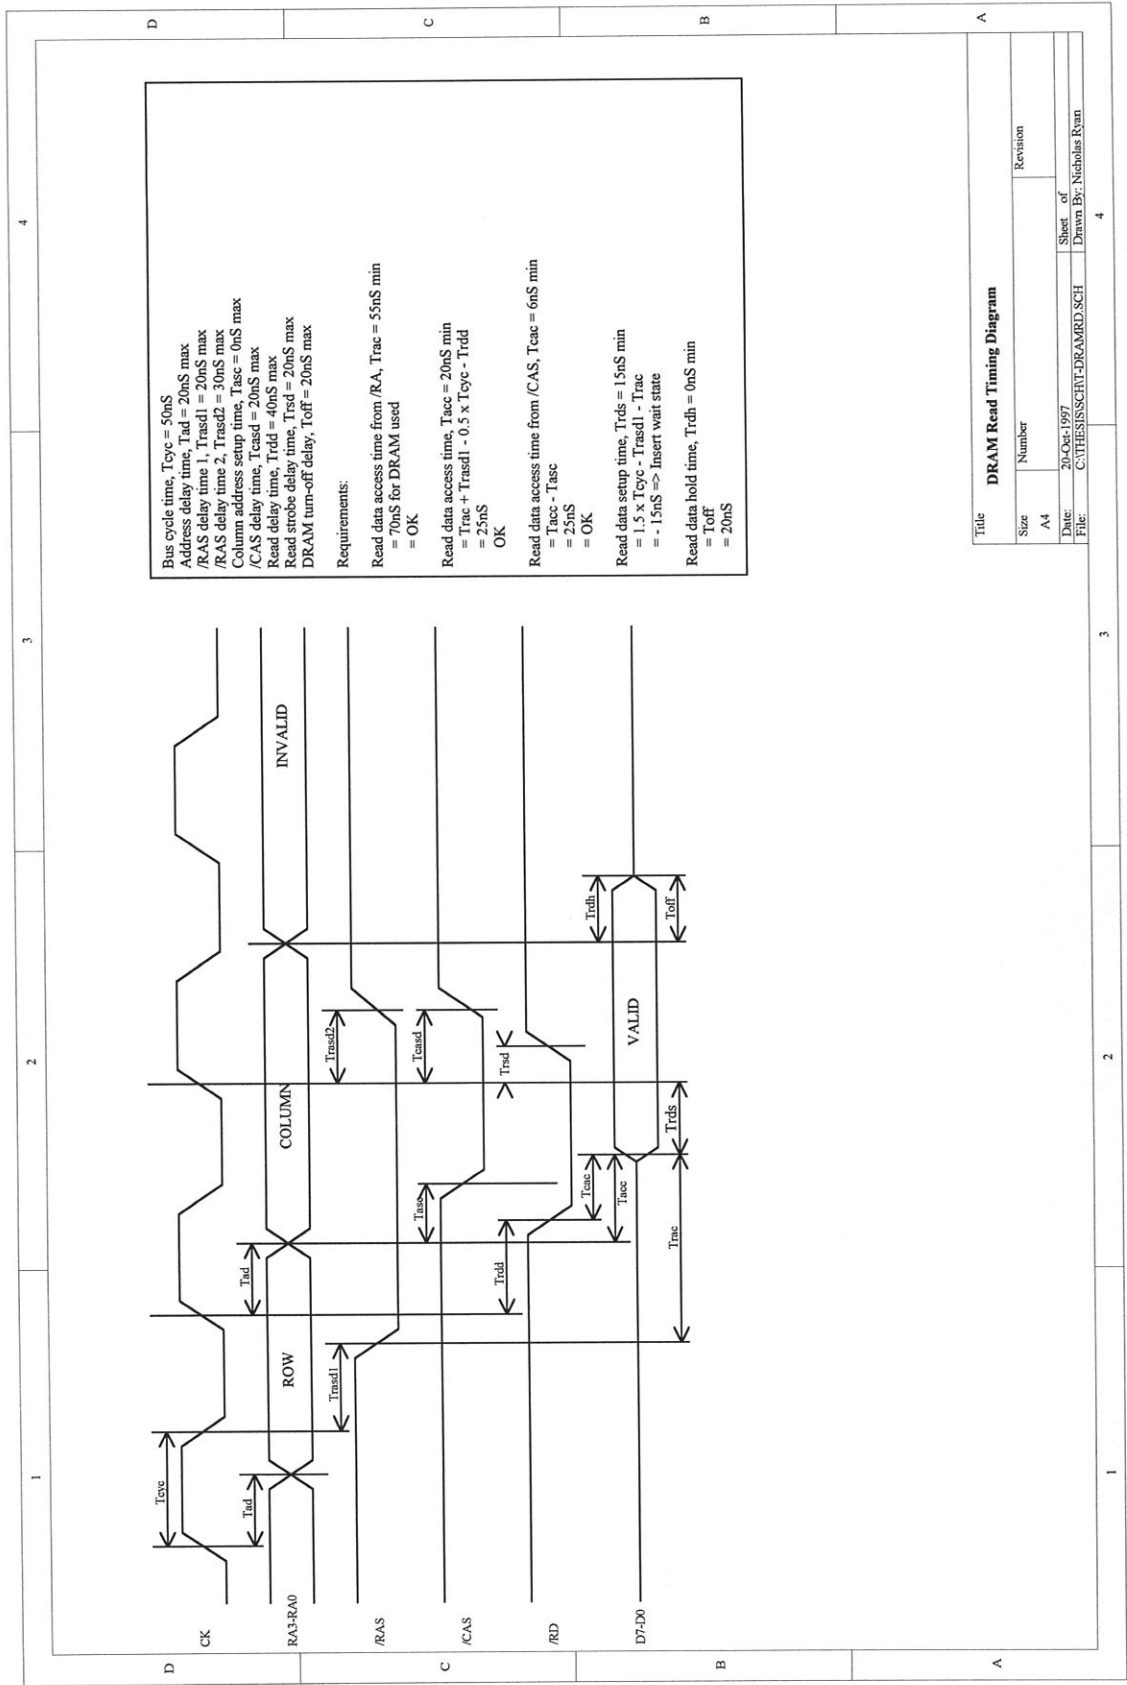 1
2
3
4
D
C
B
A
D
C
B
A
1
2
3
4
CK
RA3-RA0
/RAS
/CAS
/RD
D7-D0
Tcyc
Tad
Tad
ROW
COLUMN
INVALID
Trasd1
Trasd2
Tasc
Tcasd
Trdd
Trsd
Tcac
Tacc
Trac
Trds
Trdh
Toff
VALID
Bus cycle time, Tcyc = 50nS
Address delay time, Tad = 20nS max
/RAS delay time 1, Trasd1 = 20nS max
/RAS delay time 2, Trasd2 = 30nS max
Column address setup time, Tasc = 0nS max
/CAS delay time, Tcasd = 20nS max
Read delay time, Trdd = 40nS max
Read strobe delay time, Trsd = 20nS max
DRAM turn-off delay, Toff = 20nS max
Requirements:
Read data access time from /RA, Trac = 55nS min
= 70nS for DRAM used
= OK
Read data access time, Tacc = 20nS min
= Trac + Trasd1 - 0.5 x Tcyc - Trdd
= 25nS
OK
Read data access time from /CAS, Tcac = 6nS min
= Tacc - Tasc
= 25nS
= OK
Read data setup time, Trds = 15nS min
= 1.5 x Tcyc - Trasd1 - Trac
= - 15nS => Insert wait state
Read data hold time, Trdh = 0nS min
= Toff
= 20nS
Title
DRAM Read Timing Diagram
Size
Number
Revision
A4
Date: 20-Oct-1997
Sheet of
File: C:\THESIS\SCH\T-DRAMRD.SCH
Drawn By: Nicholas Ryan